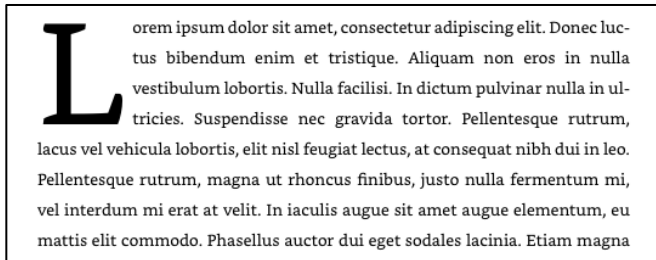 Lorem ipsum dolor sit amet, consectetur adipiscing elit. Donec luc-
tus bibendum enim et tristique. Aliquam non eros in nulla
vestibulum lobortis. Nulla facilisi. In dictum pulvinar nulla in ul-
tricies. Suspendisse nec gravida tortor. Pellentesque rutrum,
lacus vel vehicula lobortis, elit nisl feugiat lectus, at consequat nibh dui in leo.
Pellentesque rutrum, magna ut rhoncus finibus, justo nulla fermentum mi,
vel interdum mi erat at velit. In iaculis augue sit amet augue elementum, eu
mattis elit commodo. Phasellus auctor dui eget sodales lacinia. Etiam magna